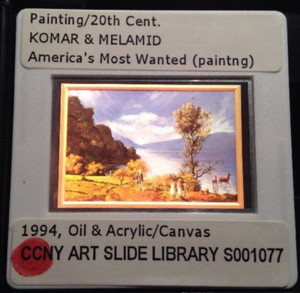 Painting/20th Cent.
KOMAR & MELAMID
America's Most Wanted (paintng)
1994, Oil & Acrylic/Canvas
CCNY ART SLIDE LIBRARY S001077